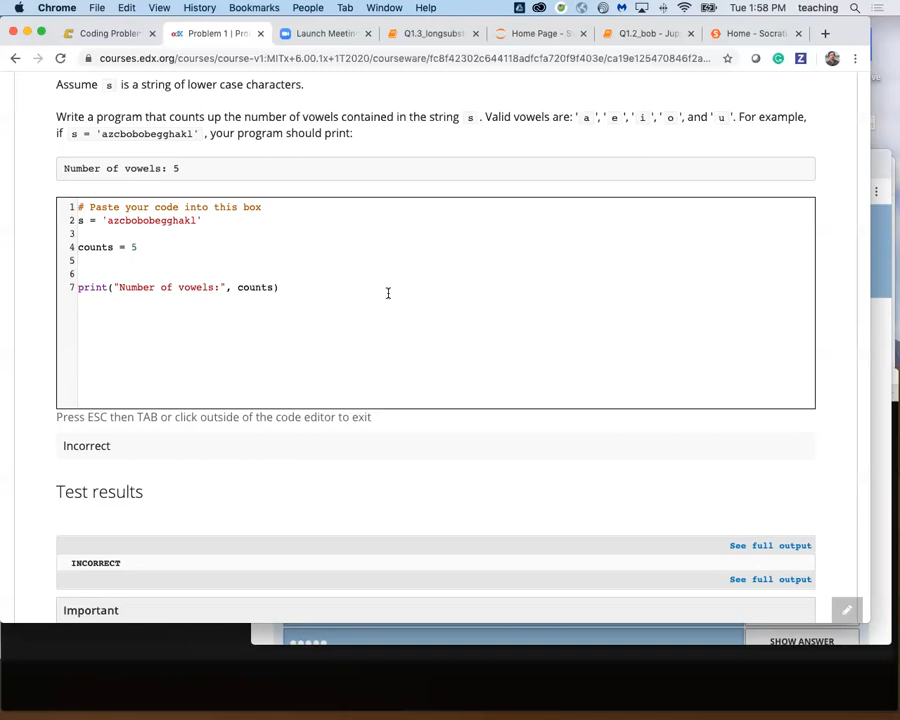 Chrome File Edit View History Bookmarks People Tab Window Help Tue 1:58 PM teaching
Coding Problem
Problem 1 | Pro
Launch Meetin
Q1.3_longsubst
Home Page - S
Q1.2_bob - Jup
Home - Socrati
courses.edx.org/courses/course-v1:MITx+6.00.1x+1T2020/courseware/fc8f42302c644118adfcfa720f9f403e/ca19e125470846f2a...
Assume s is a string of lower case characters.
Write a program that counts up the number of vowels contained in the string s . Valid vowels are: ' a ', ' e ', ' i ', ' o ', and ' u '. For example,
if s = 'azcbobobegghakl' , your program should print:
Number of vowels: 5
1 # Paste your code into this box
2 s = 'azcbobobegghakl'
3
4 counts = 5
5
6
7 print("Number of vowels:", counts)
Press ESC then TAB or click outside of the code editor to exit
Incorrect
Test results
See full output
INCORRECT
See full output
Important
SHOW ANSWER